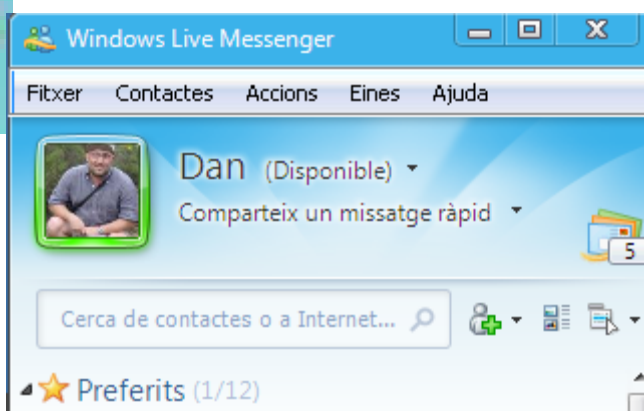 Windows Live Messenger
Fitxer Contactes Accions Eines Ajuda
Dan (Disponible)
Comparteix un missatge ràpid
5
Cerca de contactes o a Internet...
Preferits (1/12)